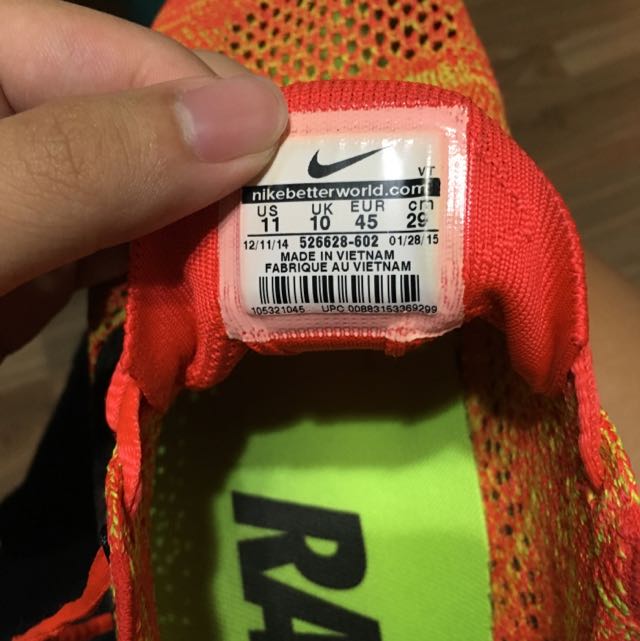 VT
nikebetterworld.com
US UK EUR cm
11 10 45 29
12/11/14 526628-602 01/28/15
MADE IN VIETNAM
FABRIQUE AU VIETNAM
105321045 UPC 00883153369299
RA